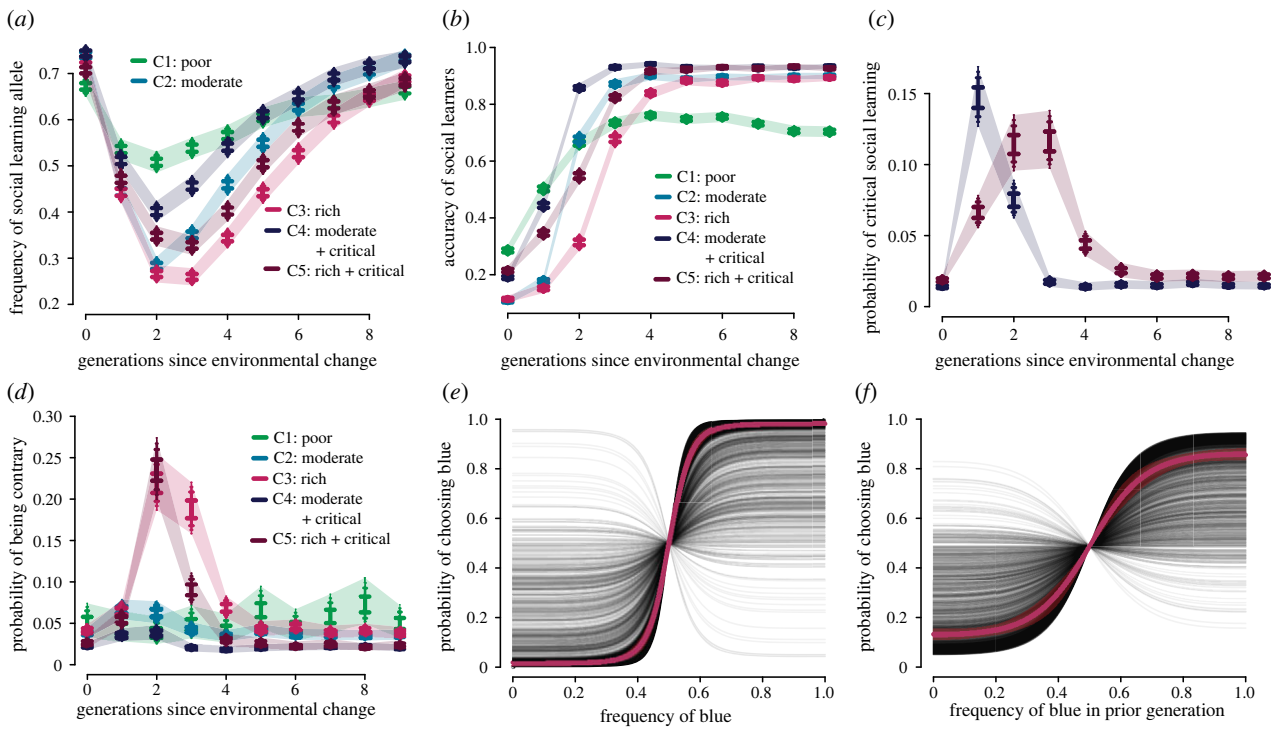 (a)
frequency of social learning allele
0.7
0.6
0.5
0.4
0.3
0.2
C1: poor
C2: moderate
C3: rich
C4: moderate
+ critical
C5: rich + critical
0 2 4 6 8
generations since environmental change
(b)
accuracy of social learners
1.0
0.8
0.6
0.4
0.2
C1: poor
C2: moderate
C3: rich
C4: moderate
+ critical
C5: rich + critical
0 2 4 6 8
generations since environmental change
(c)
probability of critical social learning
0.15
0.10
0.05
0
0 2 4 6 8
generations since environmental change
(d)
probability of being contrary
0.30
0.25
0.20
0.15
0.10
0.05
0
C1: poor
C2: moderate
C3: rich
C4: moderate
+ critical
C5: rich + critical
0 2 4 6 8
generations since environmental change
(e)
probability of choosing blue
1.0
0.8
0.6
0.4
0.2
0
0 0.2 0.4 0.6 0.8 1.0
frequency of blue
(f)
probability of choosing blue
1.0
0.8
0.6
0.4
0.2
0
0 0.2 0.4 0.6 0.8 1.0
frequency of blue in prior generation